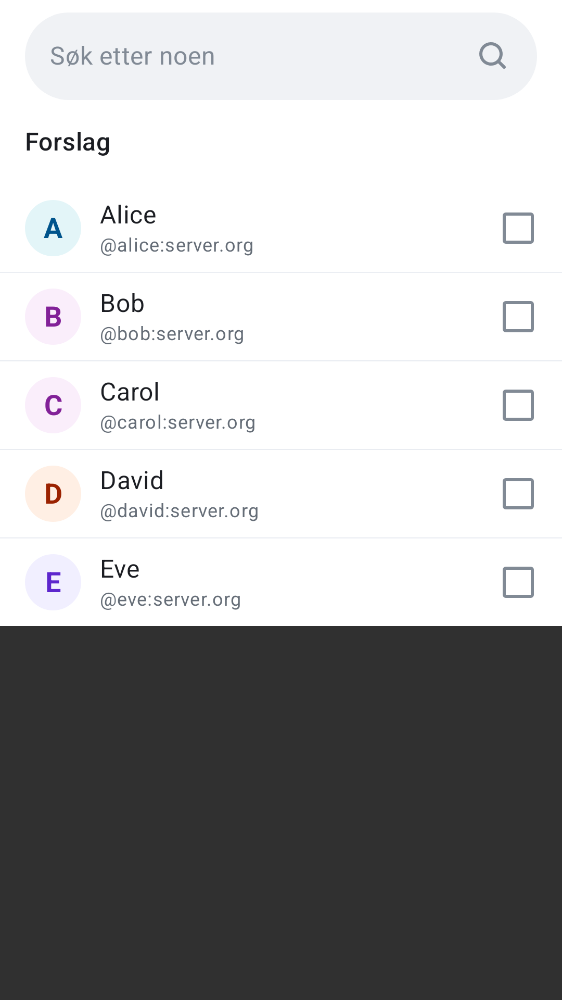 Søk etter noen
Forslag
A
Alice
@alice:server.org
B
Bob
@bob:server.org
C
Carol
@carol:server.org
D
David
@david:server.org
E
Eve
@eve:server.org